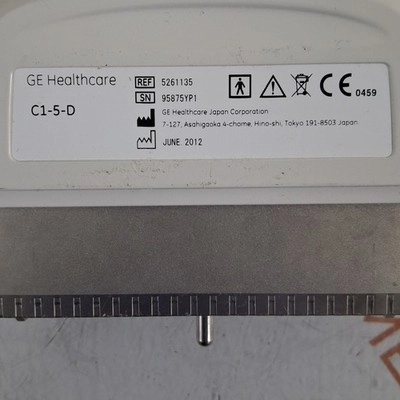 GE Healthcare
C1-5-D
REF 5261135
SN 95875YP1
GE Healthcare Japan Corporation
7-127, Asahigaoka 4-chome, Hino-shi, Tokyo 191-8503 Japan
JUNE. 2012
CE 0459